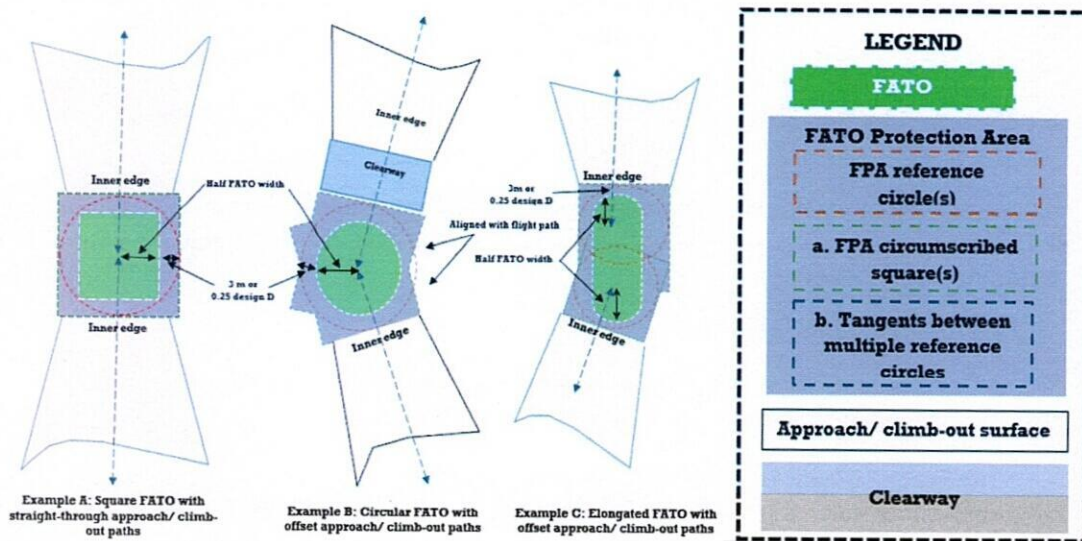 Inner edge
Inner edge
Half FATO width
3 m or
0.25 design D
Example A: Square FATO with
straight-through approach/ climb-
out paths
Inner edge
Clearway
Aligned with flight path
Inner edge
Example B: Circular FATO with
offset approach/ climb-out paths
3m or
0.25 design D
Inner edge
Half FATO width
Inner edge
Example C: Elongated FATO with
offset approach/ climb-out paths
LEGEND
FATO
FATO Protection Area
FPA reference
circle(s)
a. FPA circumscribed
square(s)
b. Tangents between
multiple reference
circles
Approach/ climb-out surface
Clearway